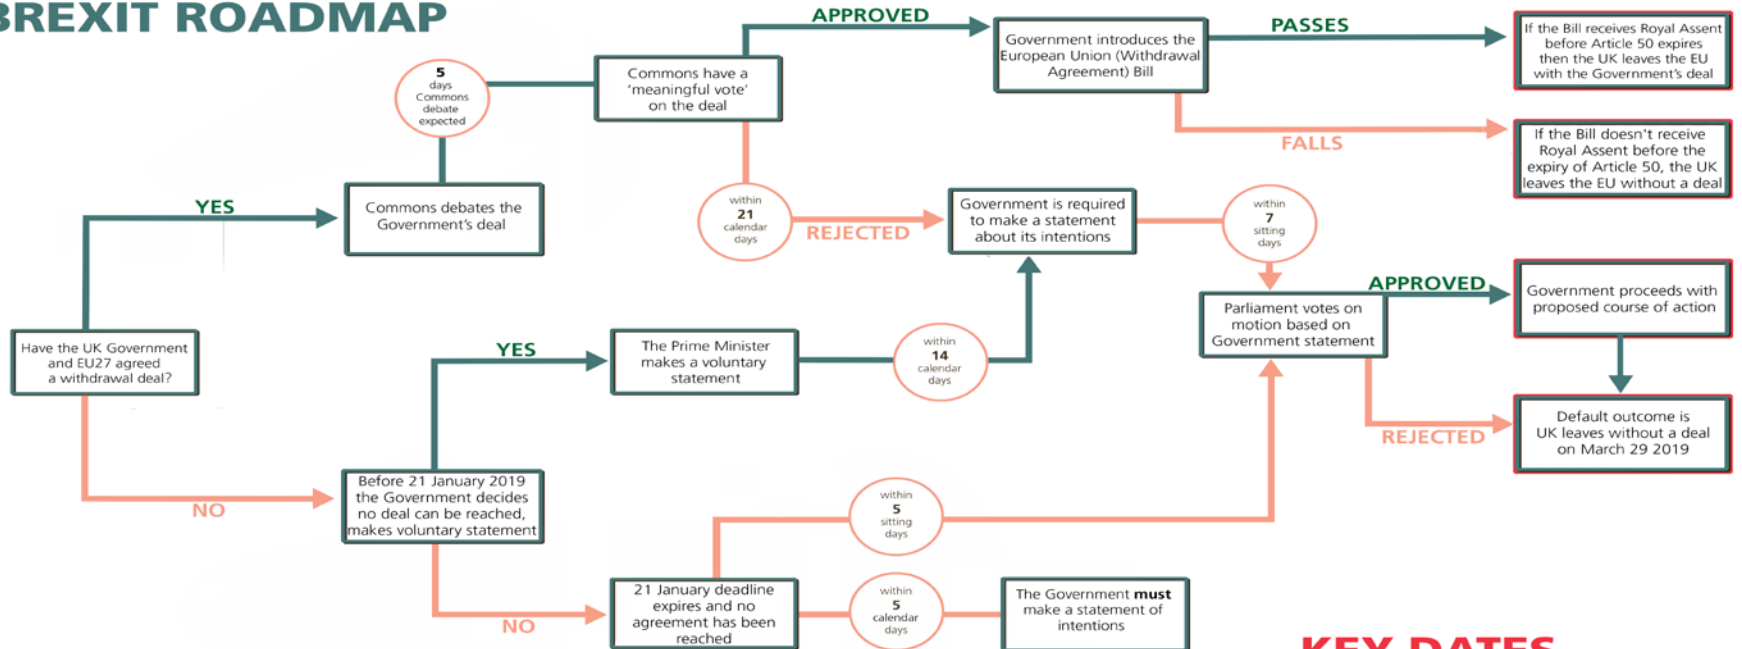 BREXIT ROADMAP
APPROVED
PASSES
If the Bill receives Royal Assent
before Article 50 expires
then the UK leaves the EU
with the Government's deal
Government introduces the
European Union (Withdrawal
Agreement) Bill
5
days
Commons
debate
expected
Commons have a
'meaningful vote'
on the deal
FALLS
If the Bill doesn't receive
Royal Assent before the
expiry of Article 50, the UK
leaves the EU without a deal
YES
Commons debates the
Government's deal
within
21
calendar
days
REJECTED
Government is required
to make a statement
about its intentions
within
7
sitting
days
APPROVED
Government proceeds with
proposed course of action
Parliament votes on
motion based on
Government statement
Have the UK Government
and EU27 agreed
a withdrawal deal?
YES
The Prime Minister
makes a voluntary
statement
within
14
calendar
days
REJECTED
Default outcome is
UK leaves without a deal
on March 29 2019
NO
Before 21 January 2019
the Government decides
no deal can be reached,
makes voluntary statement
within
5
sitting
days
NO
21 January deadline
expires and no
agreement has been
reached
within
5
calendar
days
The Government must
make a statement of
intentions
KEY DATES